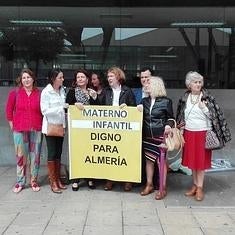 MATERNO
INFANTIL
DIGNO
PARA
ALMERÍA